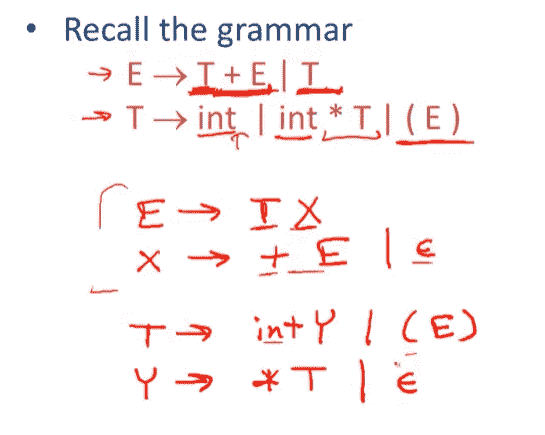 • Recall the grammar
→ E → T + E | T
→ T → int | int * T | ( E )
E → T X
X → + E | ε
T → int Y | ( E )
Y → * T | ε